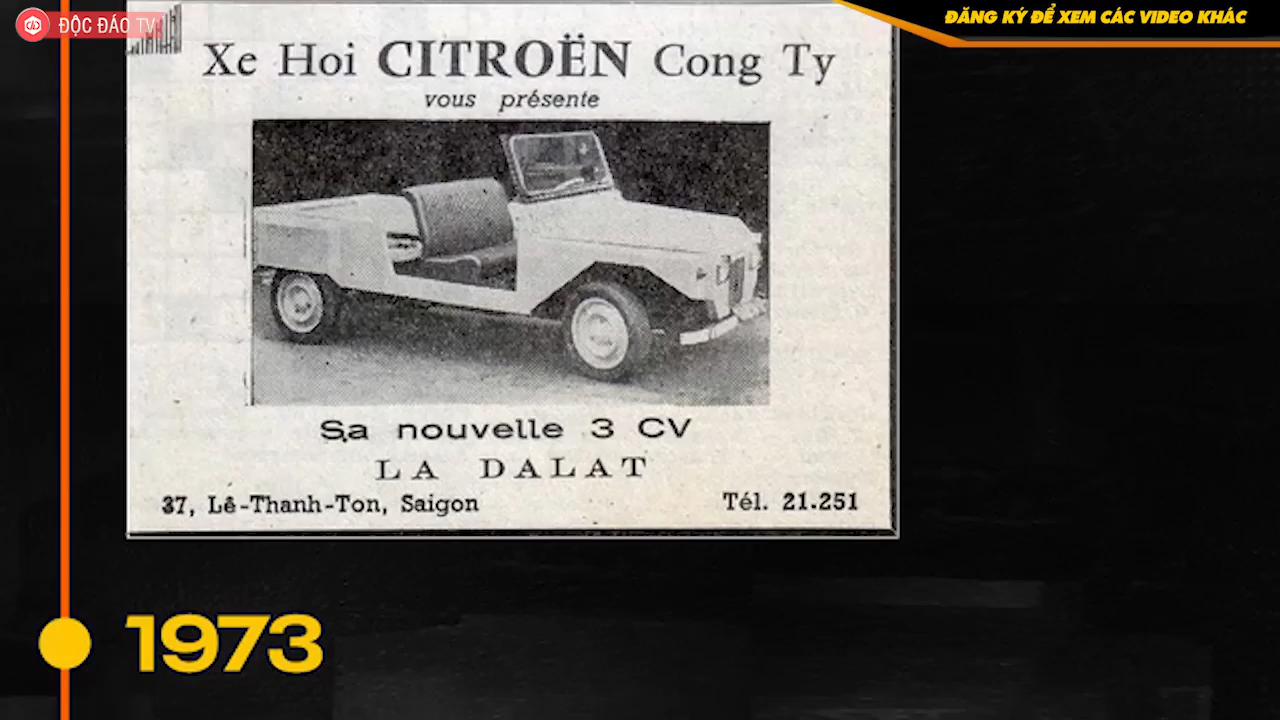 ĐỘC ĐÁO TV
ĐĂNG KÝ ĐỂ XEM CÁC VIDEO KHÁC
Xe Hoi CITROËN Cong Ty
vous présente
Sa nouvelle 3 CV
LA DALAT
37, Lê-Thanh-Ton, Saigon
Tél. 21.251
1973